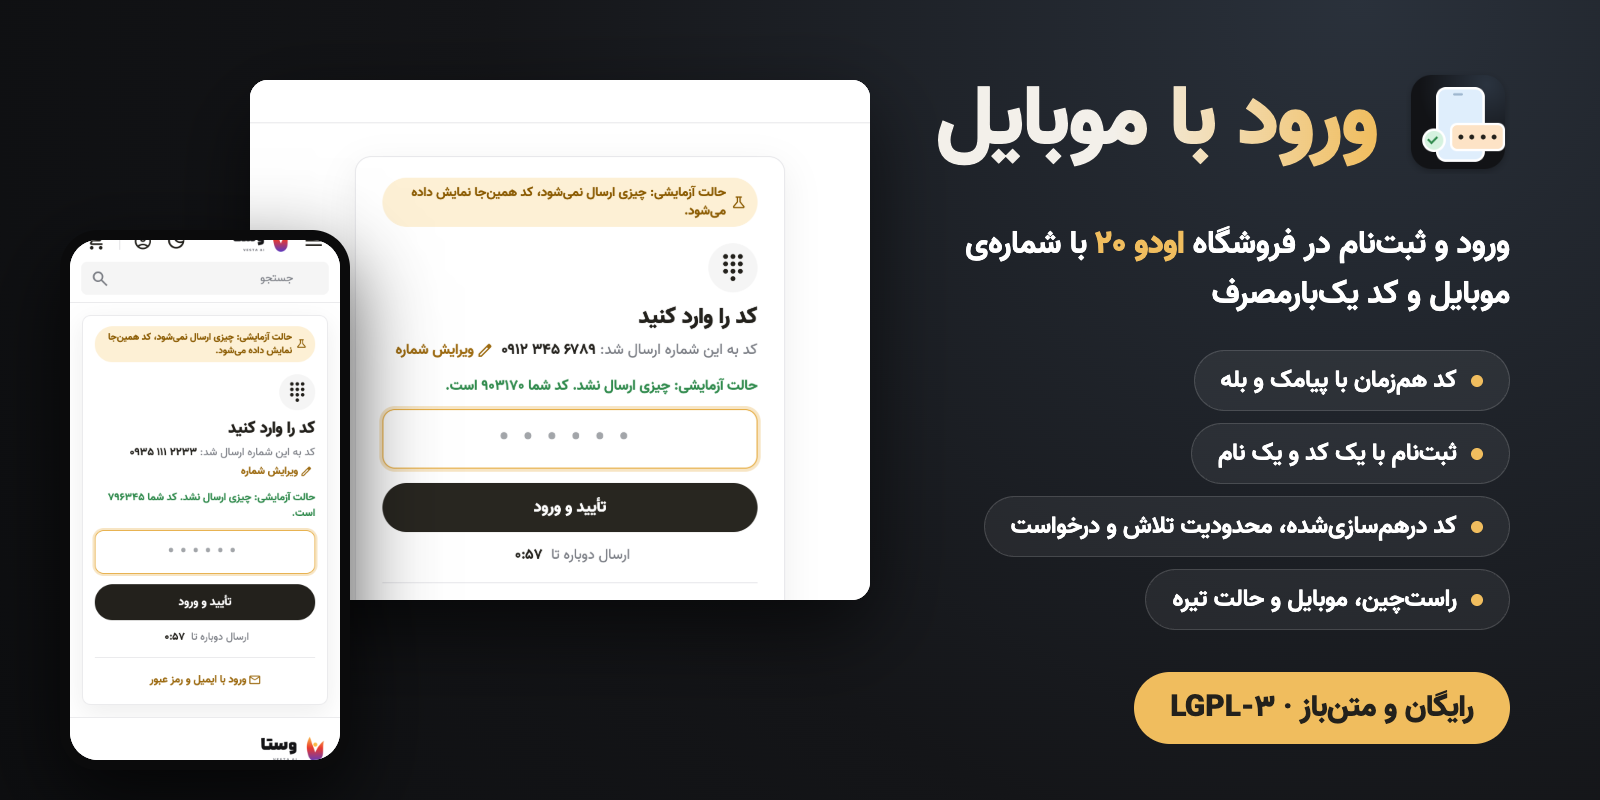 ورود با موبایل
ورود و ثبت‌نام در فروشگاه اودو ۲۰ با شماره‌ی
موبایل و کد یک‌بارمصرف
کد هم‌زمان با پیامک و بله
ثبت‌نام با یک کد و یک نام
کد درهم‌سازی‌شده، محدودیت تلاش و درخواست
راست‌چین، موبایل و حالت تیره
رایگان و متن‌باز · LGPL-۳
حالت آزمایشی: چیزی ارسال نمی‌شود، کد همین‌جا نمایش داده
می‌شود.
کد را وارد کنید
کد به این شماره ارسال شد: ۰۹۱۲ ۳۴۵ ۶۷۸۹ ویرایش شماره
حالت آزمایشی: چیزی ارسال نشد. کد شما ۹۰۳۱۷۰ است.
تأیید و ورود
ارسال دوباره تا ۰:۵۷
جستجو
حالت آزمایشی: چیزی ارسال نمی‌شود، کد همین‌جا
نمایش داده می‌شود.
کد را وارد کنید
کد به این شماره ارسال شد: ۰۹۳۵ ۱۱۱ ۲۲۳۳
ویرایش شماره
حالت آزمایشی: چیزی ارسال نشد. کد شما ۷۹۶۳۴۵
است.
تأیید و ورود
ارسال دوباره تا ۰:۵۷
ورود با ایمیل و رمز عبور
وستا